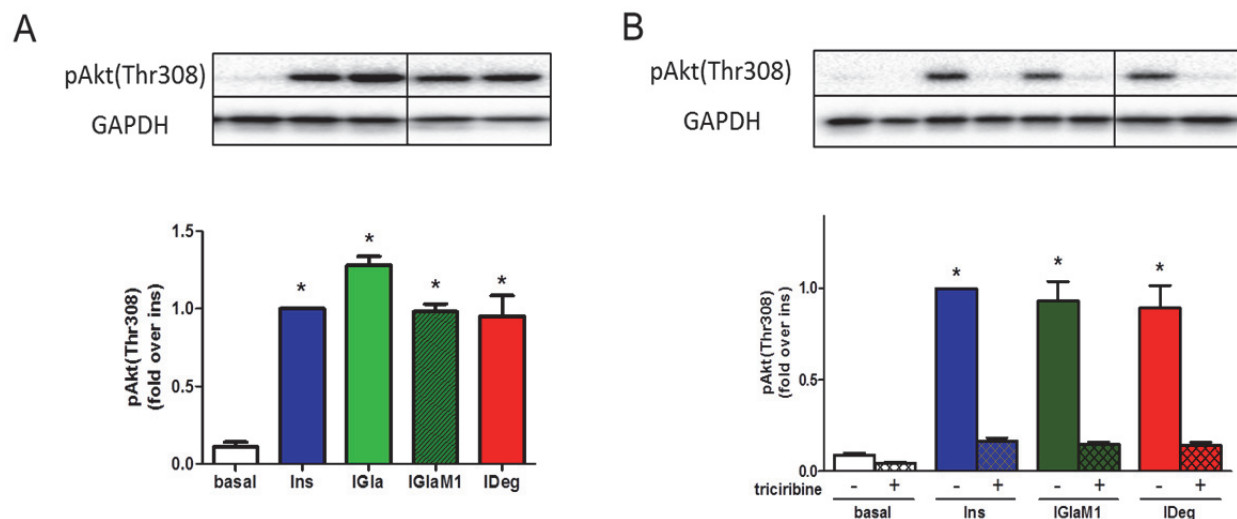 A
pAkt(Thr308)
GAPDH
pAkt(Thr308)
(fold over ins)
1.5
1.0
0.5
0.0
*
*
*
*
basal Ins IGla IGlaM1 IDeg
B
pAkt(Thr308)
GAPDH
pAkt(Thr308)
(fold over ins)
1.0
0.5
0.0
*
*
*
triciribine - + - + - + - +
basal Ins IGlaM1 IDeg